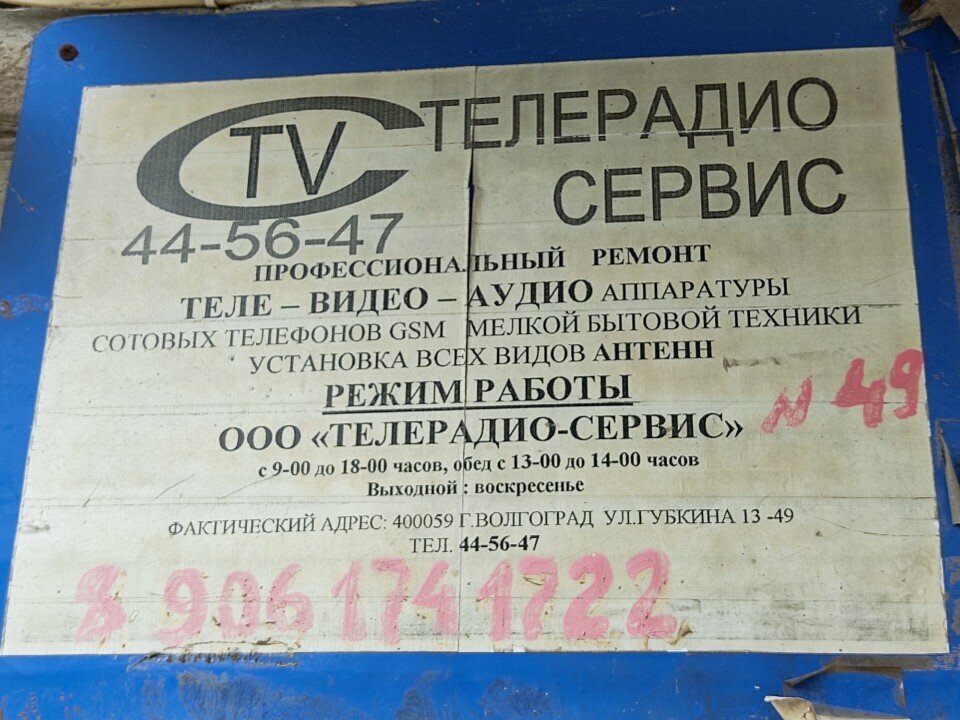 TV
ТЕЛЕРАДИО
СЕРВИС
44-56-47
ПРОФЕССИОНАЛЬНЫЙ РЕМОНТ
ТЕЛЕ – ВИДЕО – АУДИО АППАРАТУРЫ
СОТОВЫХ ТЕЛЕФОНОВ GSM МЕЛКОЙ БЫТОВОЙ ТЕХНИКИ
УСТАНОВКА ВСЕХ ВИДОВ АНТЕНН
РЕЖИМ РАБОТЫ
N 49
ООО «ТЕЛЕРАДИО-СЕРВИС»
с 9-00 до 18-00 часов, обед с 13-00 до 14-00 часов
Выходной : воскресенье
ФАКТИЧЕСКИЙ АДРЕС: 400059 Г.ВОЛГОГРАД УЛ.ГУБКИНА 13 -49
ТЕЛ. 44-56-47
8 906 174 1722